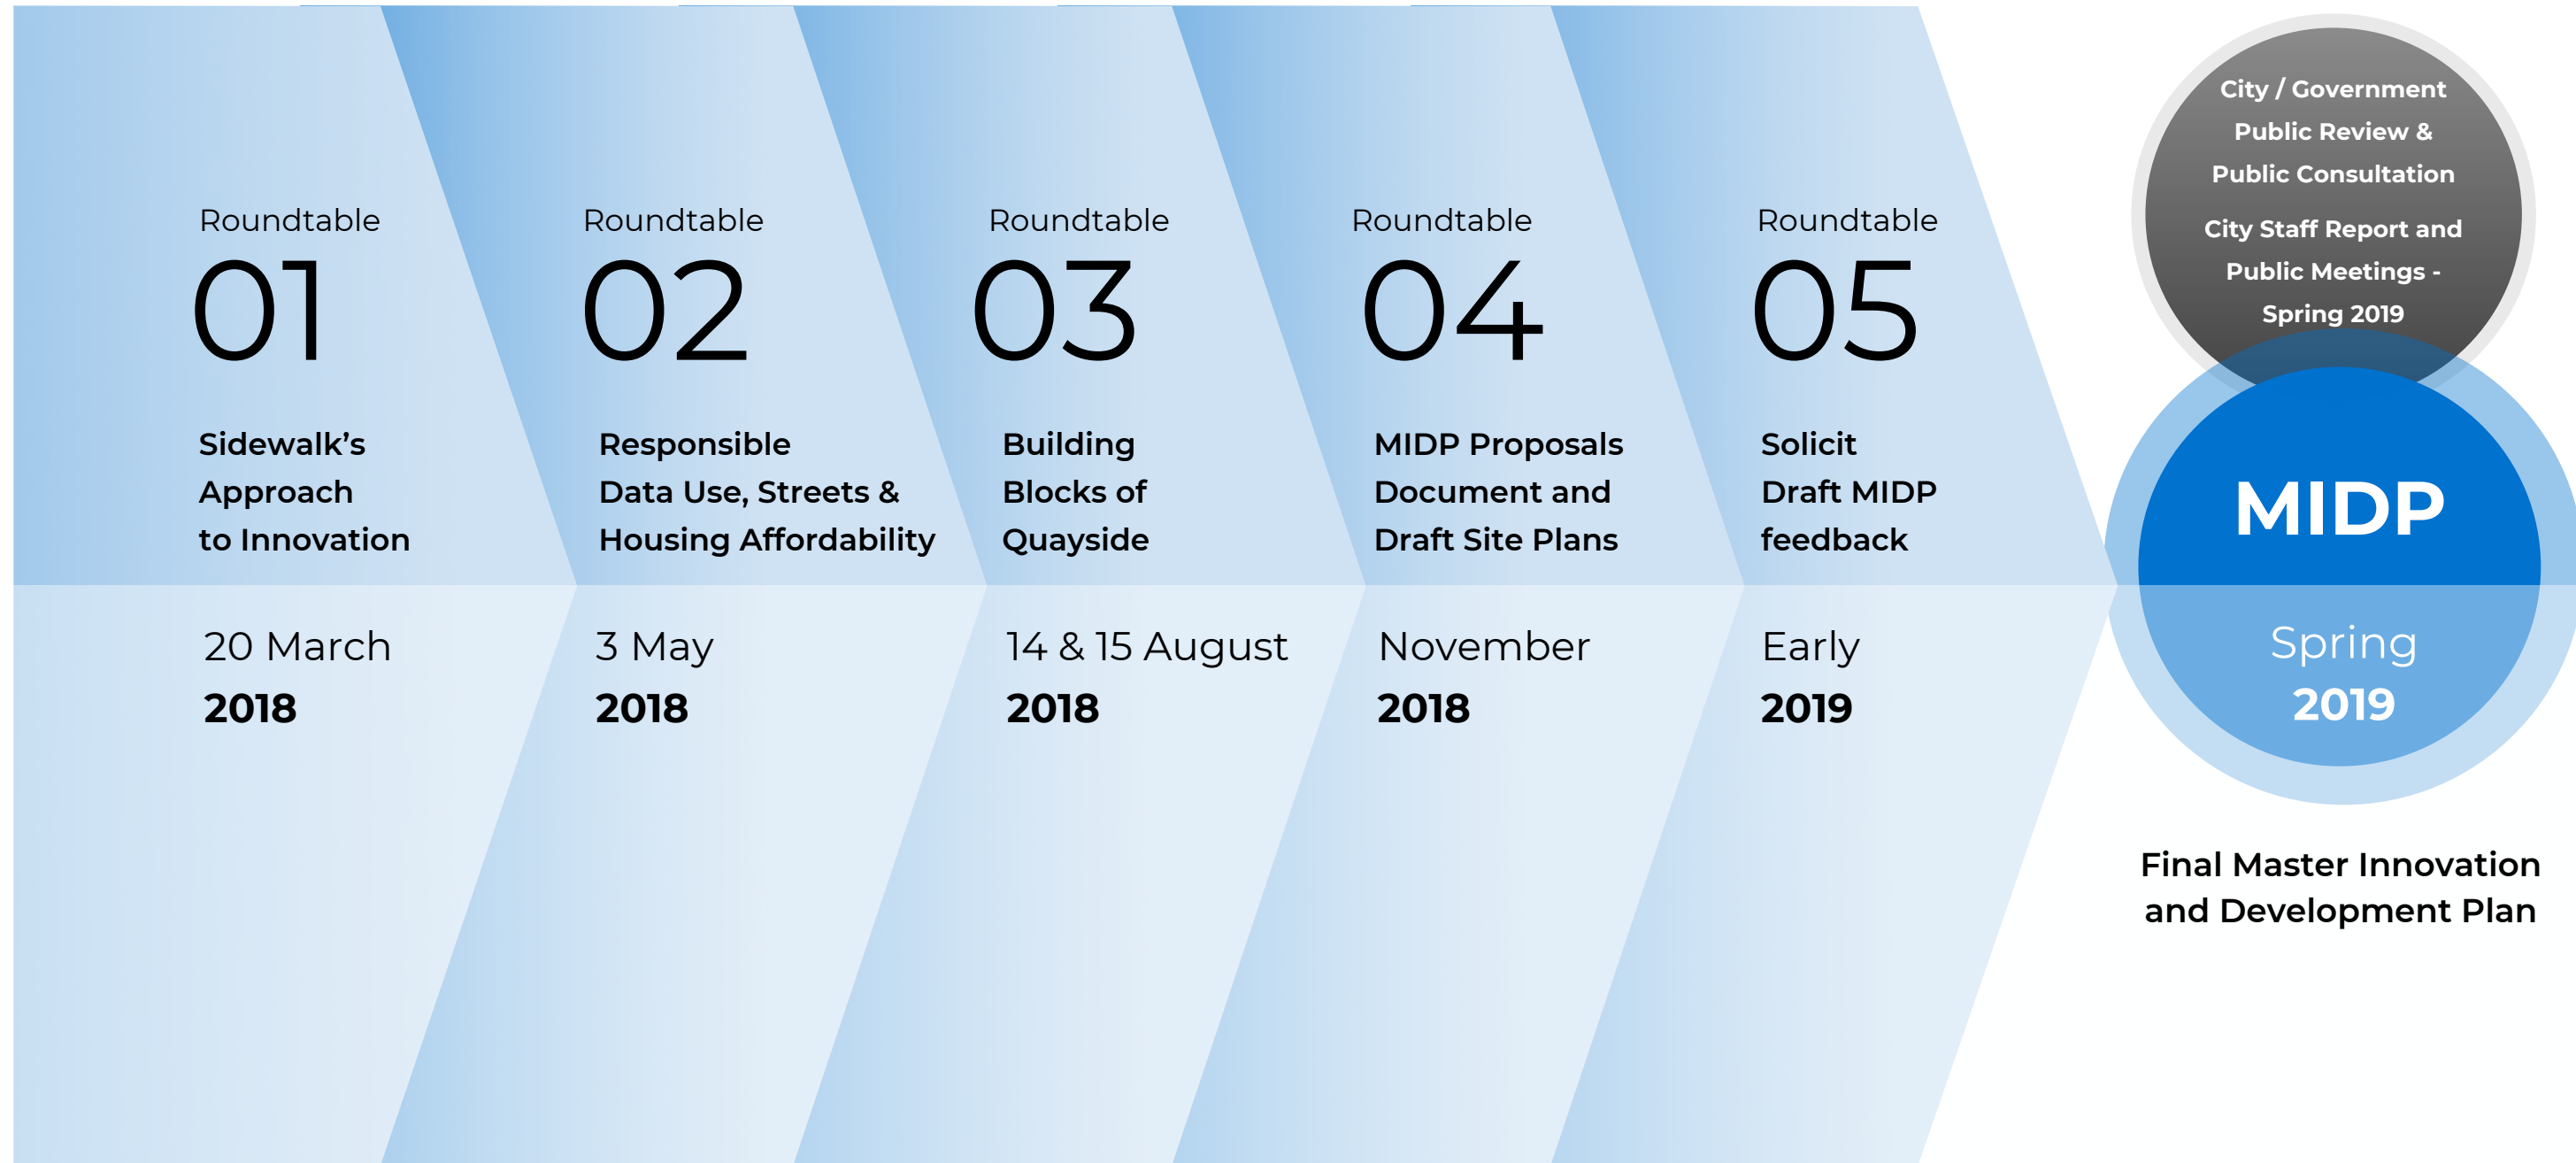 Roundtable
01
Sidewalk’s
Approach
to Innovation
20 March
2018
Roundtable
02
Responsible
Data Use, Streets &
Housing Affordability
3 May
2018
Roundtable
03
Building
Blocks of
Quayside
14 & 15 August
2018
Roundtable
04
MIDP Proposals
Document and
Draft Site Plans
November
2018
Roundtable
05
Solicit
Draft MIDP
feedback
Early
2019
City / Government
Public Review &
Public Consultation
City Staff Report and
Public Meetings -
Spring 2019
MIDP
Spring
2019
Final Master Innovation
and Development Plan